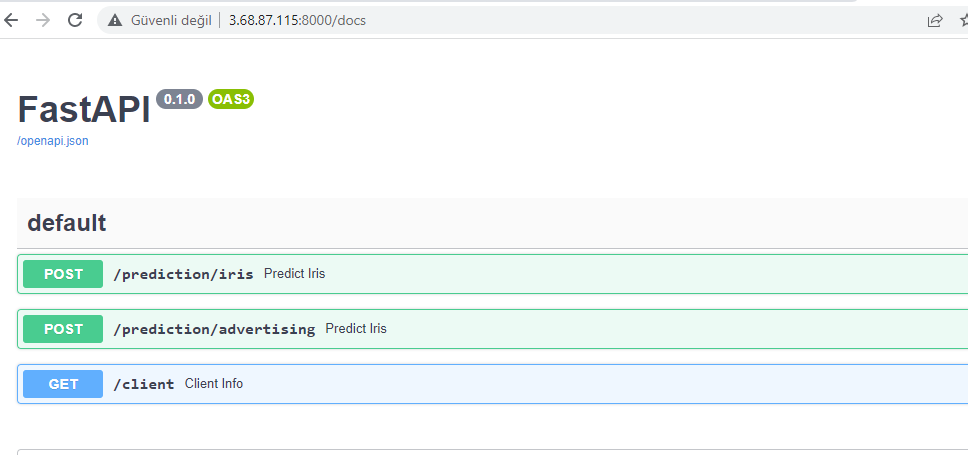 Güvenli değil 3.68.87.115:8000/docs
FastAPI 0.1.0 OAS3
/openapi.json
default
POST /prediction/iris Predict Iris
POST /prediction/advertising Predict Iris
GET /client Client Info